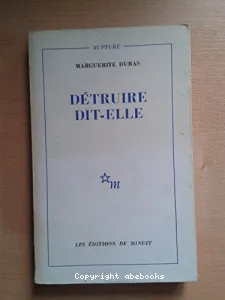 RUPTURE
MARGUERITE DURAS
DÉTRUIRE
DIT-ELLE
m
LES ÉDITIONS DE MINUIT
Copyright abebooks